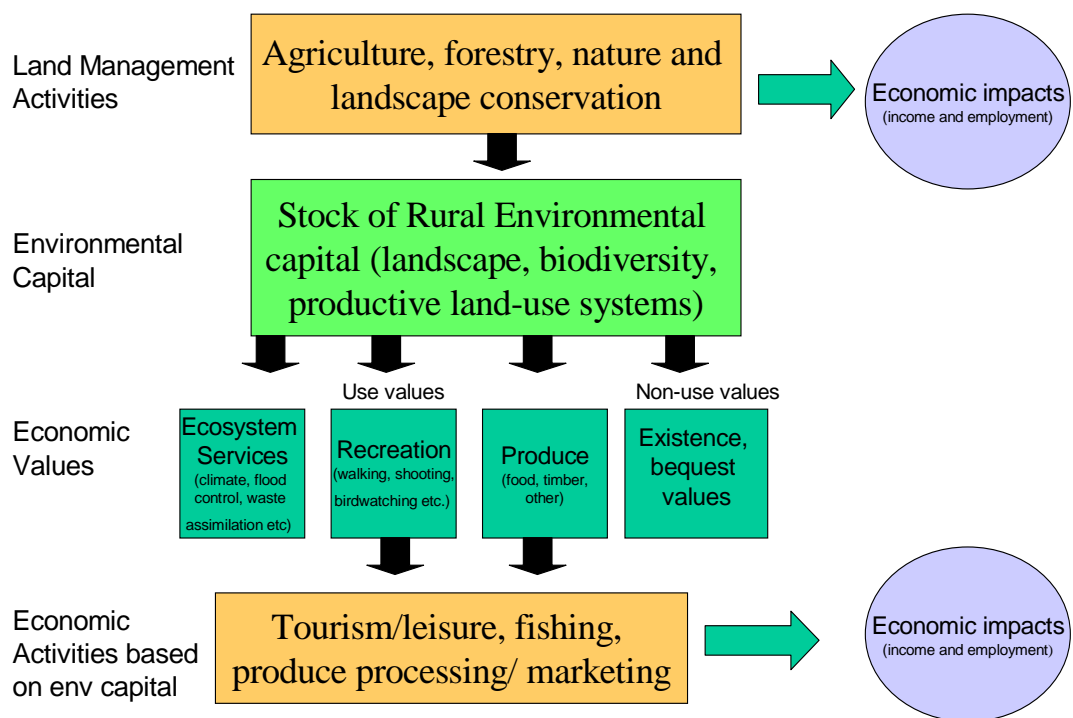 Land Management
Activities
Agriculture, forestry, nature and
landscape conservation
Economic impacts
(income and employment)
Environmental
Capital
Stock of Rural Environmental
capital (landscape, biodiversity,
productive land-use systems)
Use values
Non-use values
Economic
Values
Ecosystem
Services
(climate, flood
control, waste
assimilation etc)
Recreation
(walking, shooting,
birdwatching etc.)
Produce
(food, timber,
other)
Existence,
bequest
values
Economic
Activities based
on env capital
Tourism/leisure, fishing,
produce processing/ marketing
Economic impacts
(income and employment)